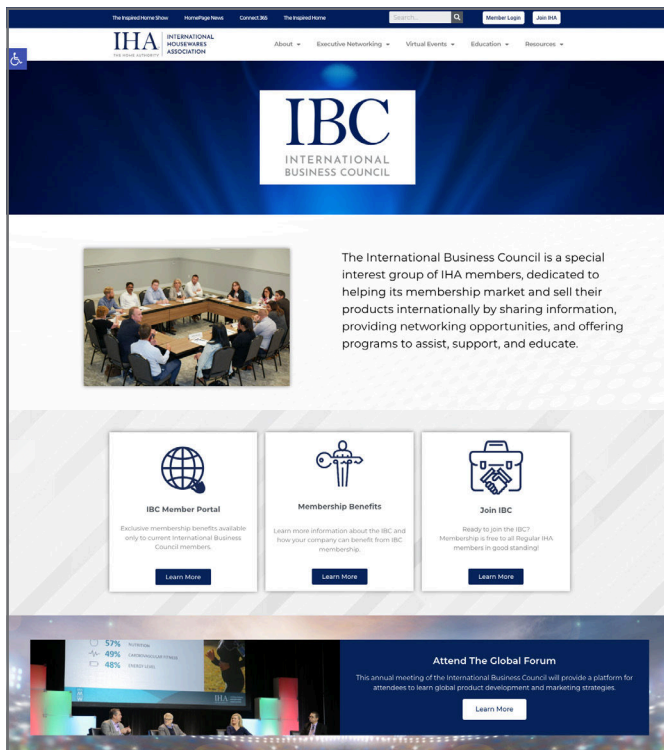 The Inspired Home Show HomePage News Connect 365 The Inspired Home Search... Member Login Join IHA
IHA INTERNATIONAL
HOUSEWARES
ASSOCIATION
THE HOME AUTHORITY
About Executive Networking Virtual Events Education Resources
IBC
INTERNATIONAL
BUSINESS COUNCIL
The International Business Council is a special
interest group of IHA members, dedicated to
helping its membership market and sell their
products internationally by sharing information,
providing networking opportunities, and offering
programs to assist, support, and educate.
IBC Member Portal
Exclusive membership benefits available
only to current International Business
Council members.
Learn More
Membership Benefits
Learn more information about the IBC and
how your company can benefit from IBC
membership.
Learn More
Join IBC
Ready to join the IBC?
Membership is free to all Regular IHA
members in good standing!
Learn More
57% NUTRITION
49% CARDIOVASCULAR FITNESS
48% ENERGY LEVEL
IHA
Attend The Global Forum
This annual meeting of the International Business Council will provide a platform for
attendees to learn global product development and marketing strategies.
Learn More